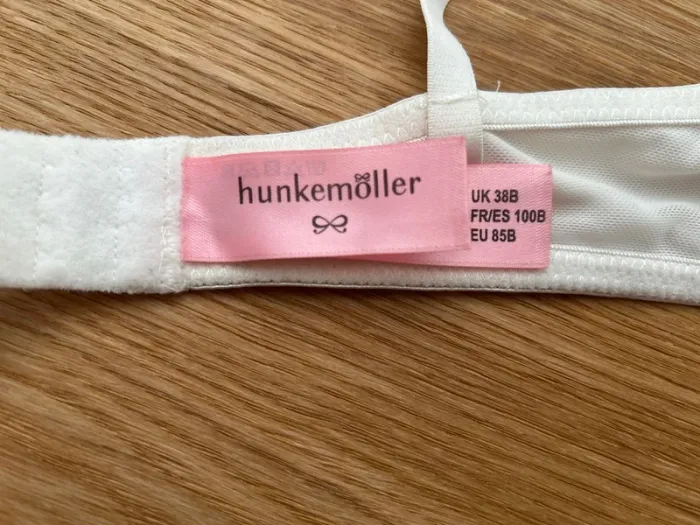 hunkemöller
UK 38B
FR/ES 100B
EU 85B